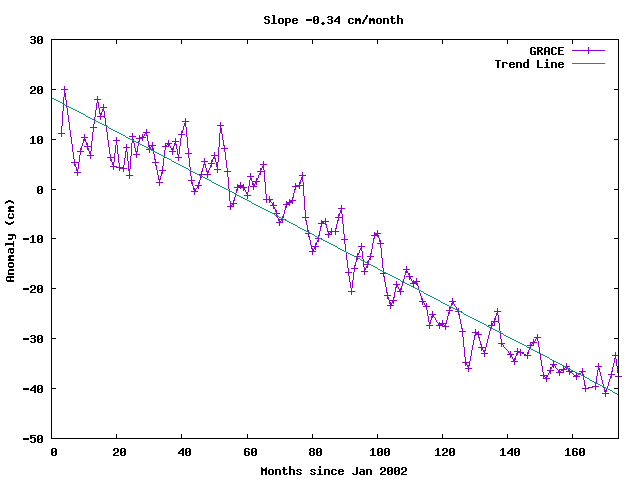 Slope -0.34 cm/month
GRACE
Trend Line
Anomaly (cm)
30
20
10
0
-10
-20
-30
-40
-50
0 20 40 60 80 100 120 140 160
Months since Jan 2002